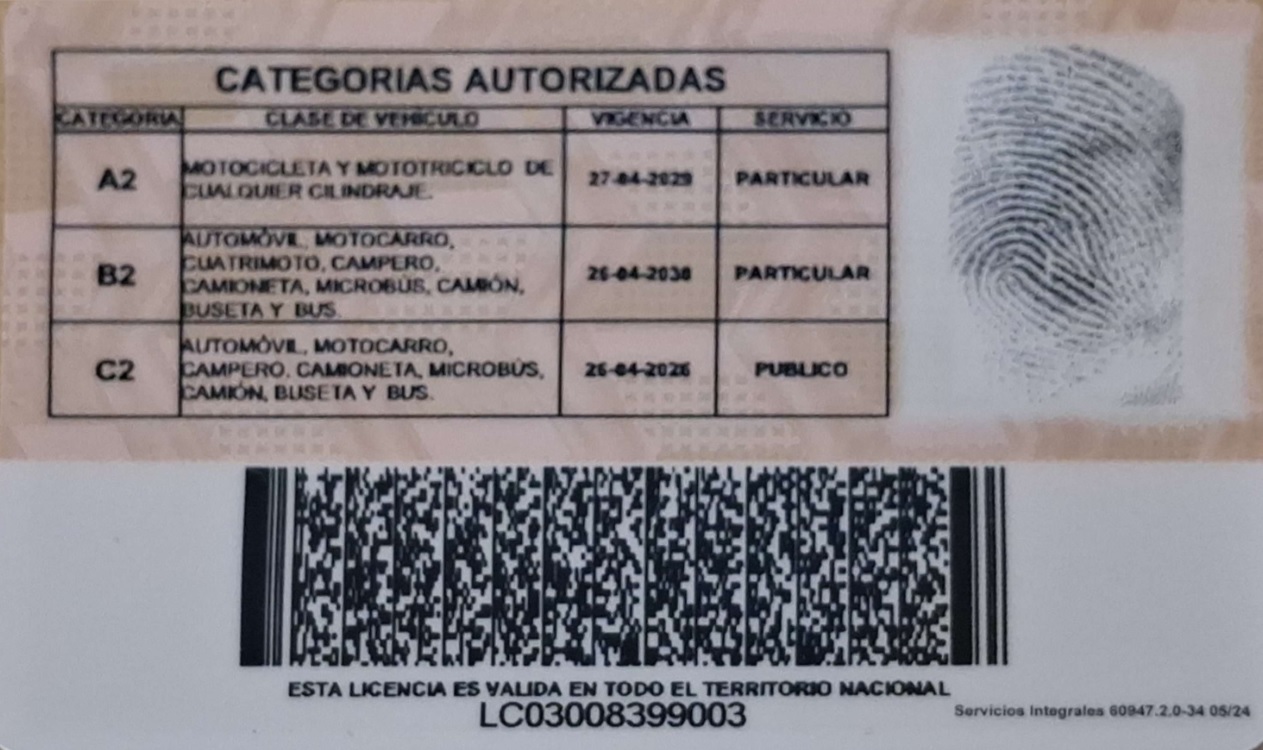 CATEGORIAS AUTORIZADAS
CATEGORIA CLASE DE VEHÍCULO VIGENCIA SERVICIO
A2 MOTOCICLETA Y MOTOTRICICLO DE CUALQUIER CILINDRAJE. 27-04-2029 PARTICULAR
B2 AUTOMÓVIL, MOTOCARRO, CUATRIMOTO, CAMPERO, CAMIONETA, MICROBÚS, CAMIÓN, BUSETA Y BUS. 26-04-2030 PARTICULAR
C2 AUTOMÓVIL, MOTOCARRO, CAMPERO, CAMIONETA, MICROBÚS, CAMIÓN, BUSETA Y BUS. 26-04-2026 PUBLICO
ESTA LICENCIA ES VALIDA EN TODO EL TERRITORIO NACIONAL
LC03008399003
Servicios Integrales 60947.2.0-34 05/24